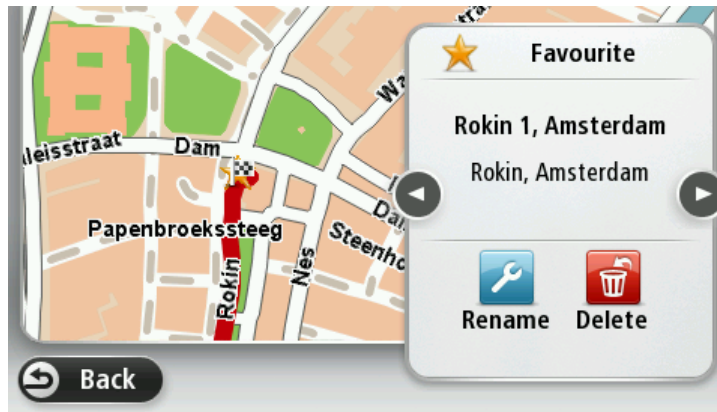 Favourite
Rokin 1, Amsterdam
Rokin, Amsterdam
Rename Delete
Dam
Papenbroekssteeg
Rokin
Nes
Back